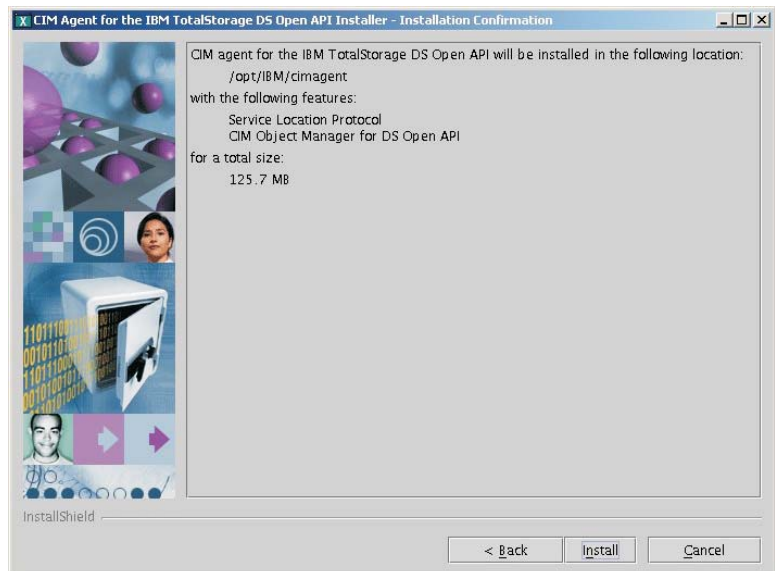 CIM Agent for the IBM TotalStorage DS Open API Installer - Installation Confirmation
CIM agent for the IBM TotalStorage DS Open API will be installed in the following location:
/opt/IBM/cimagent
with the following features:
Service Location Protocol
CIM Object Manager for DS Open API
for a total size:
125.7 MB
InstallShield
< Back
Install
Cancel